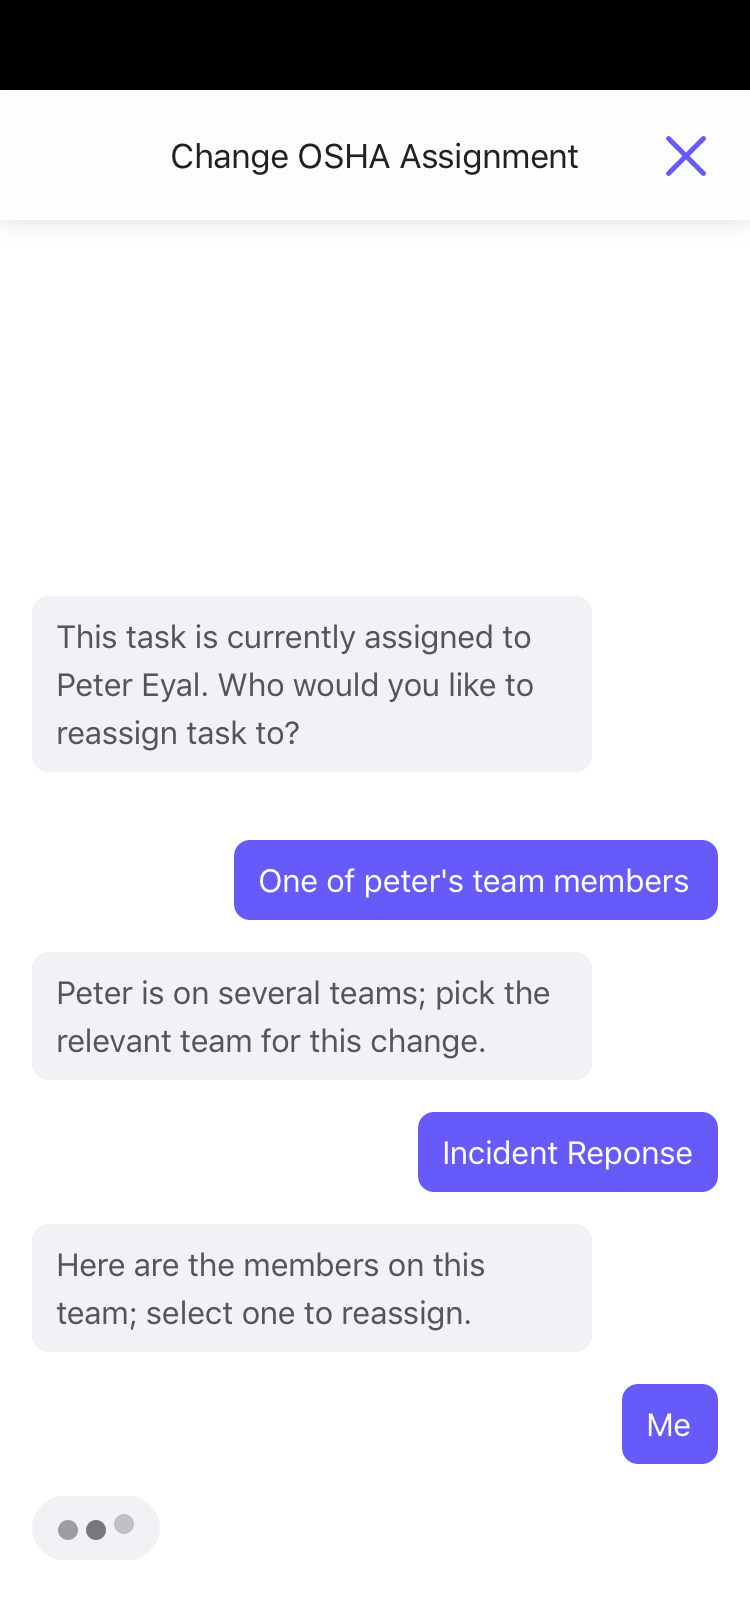 Change OSHA Assignment
This task is currently assigned to
Peter Eyal. Who would you like to
reassign task to?
One of peter's team members
Peter is on several teams; pick the
relevant team for this change.
Incident Reponse
Here are the members on this
team; select one to reassign.
Me